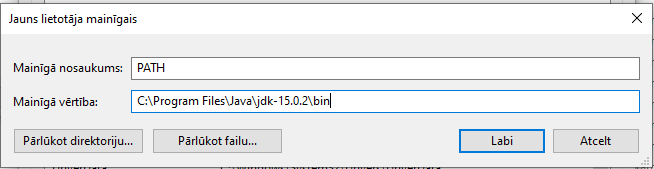 Jauns lietotāja mainīgais
Mainīgā nosaukums: PATH
Mainīgā vērtība: C:\Program Files\Java\jdk-15.0.2\bin
Pārlūkot direktoriju... Pārlūkot failu... Labi Atcelt